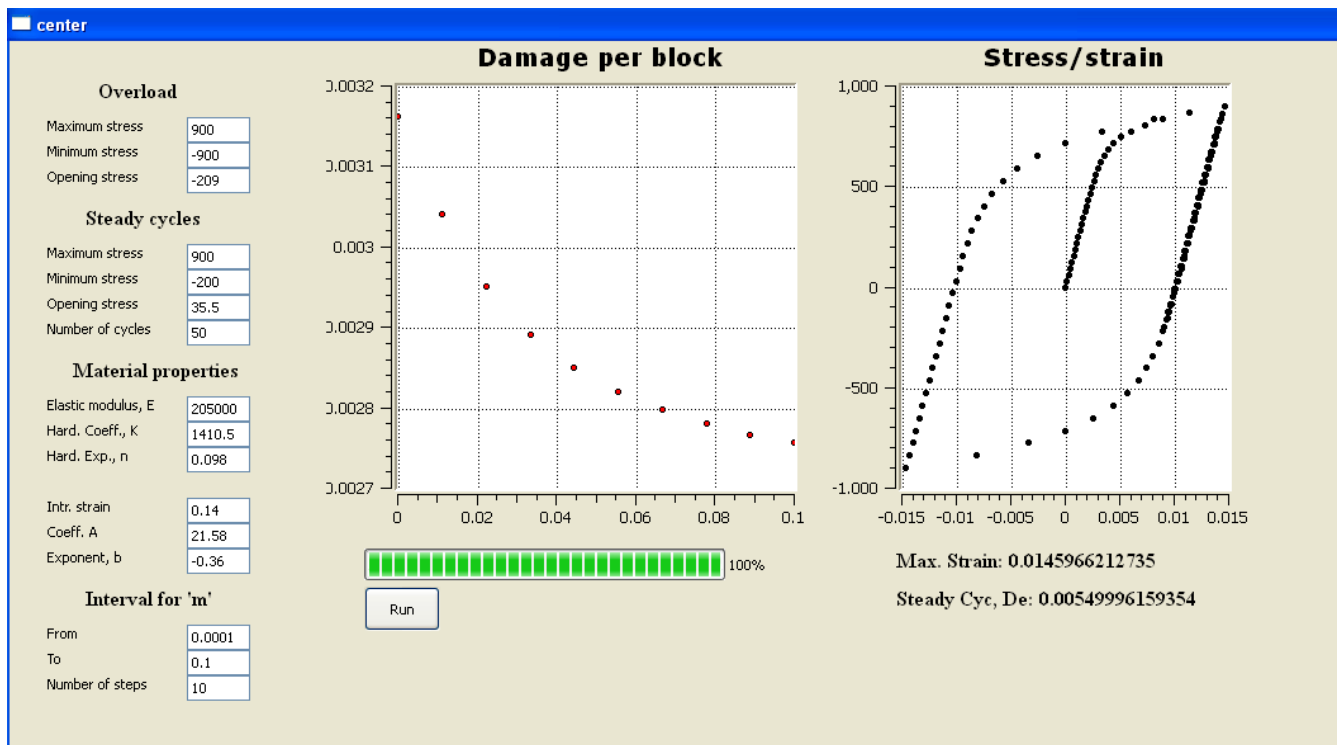 center
Overload
Maximum stress 900
Minimum stress -900
Opening stress -209
Steady cycles
Maximum stress 900
Minimum stress -200
Opening stress 35.5
Number of cycles 50
Material properties
Elastic modulus, E 205000
Hard. Coeff., K 1410.5
Hard. Exp., n 0.098
Intr. strain 0.14
Coeff. A 21.58
Exponent, b -0.36
Interval for 'm'
From 0.0001
To 0.1
Number of steps 10
Damage per block
0.0032
0.0031
0.003
0.0029
0.0028
0.0027
0 0.02 0.04 0.06 0.08 0.1
100%
Run
Stress/strain
1,000
500
0
-500
-1.000
-0.015 -0.01 -0.005 0 0.005 0.01 0.015
Max. Strain: 0.0145966212735
Steady Cyc, De: 0.00549996159354